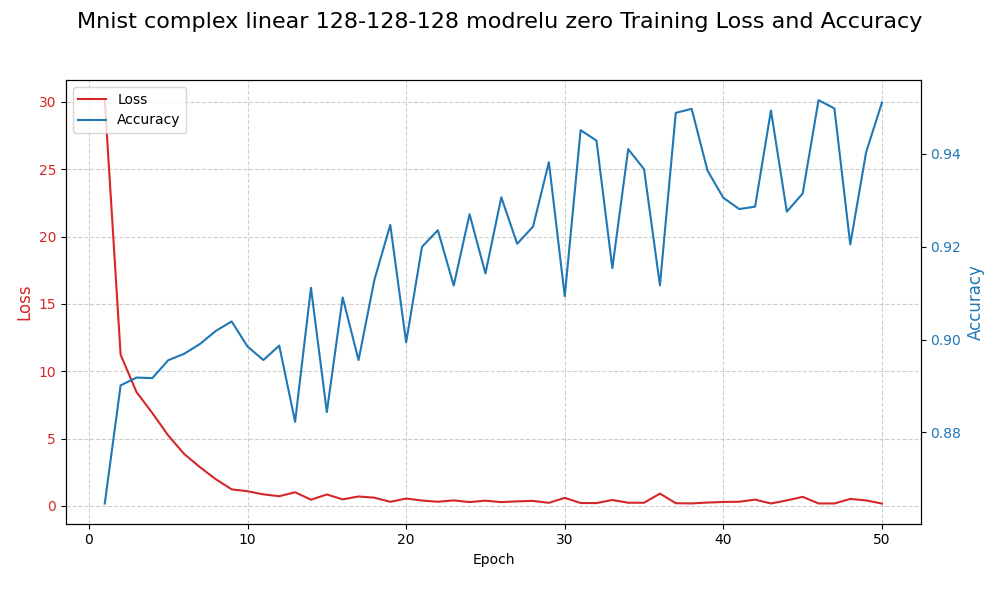 Mnist complex linear 128-128-128 modrelu zero Training Loss and Accuracy
Loss
Accuracy
30
25
20
15
10
5
0
Loss
0.94
0.92
0.90
0.88
Accuracy
0 10 20 30 40 50
Epoch